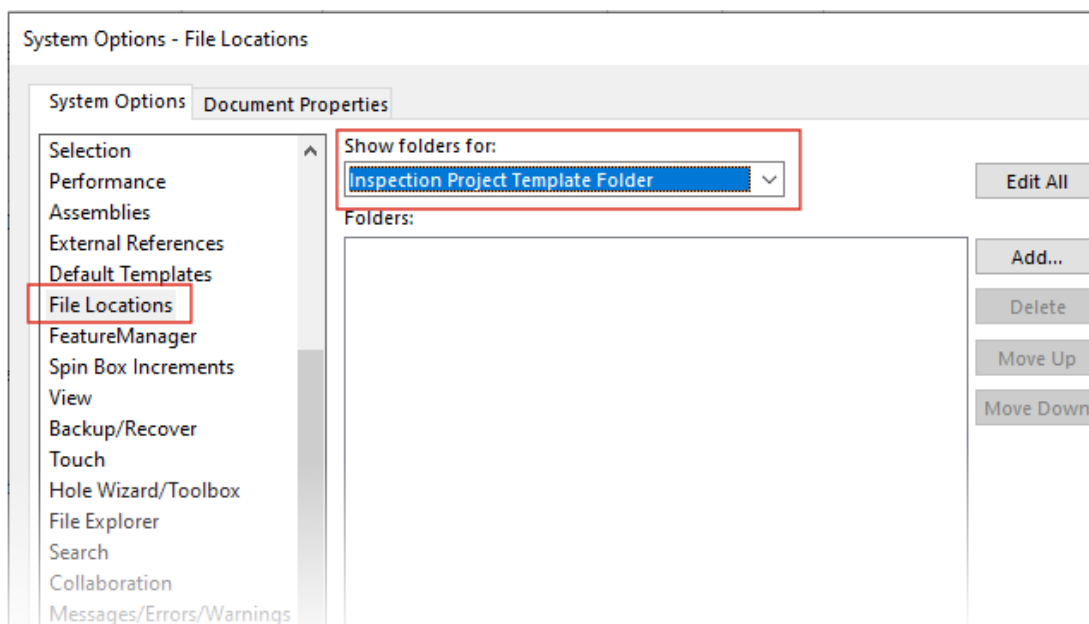 System Options - File Locations
System Options
Document Properties
Selection
Performance
Assemblies
External References
Default Templates
File Locations
FeatureManager
Spin Box Increments
View
Backup/Recover
Touch
Hole Wizard/Toolbox
File Explorer
Search
Collaboration
Messages/Errors/Warnings
Show folders for:
Inspection Project Template Folder
Folders:
Edit All
Add...
Delete
Move Up
Move Down